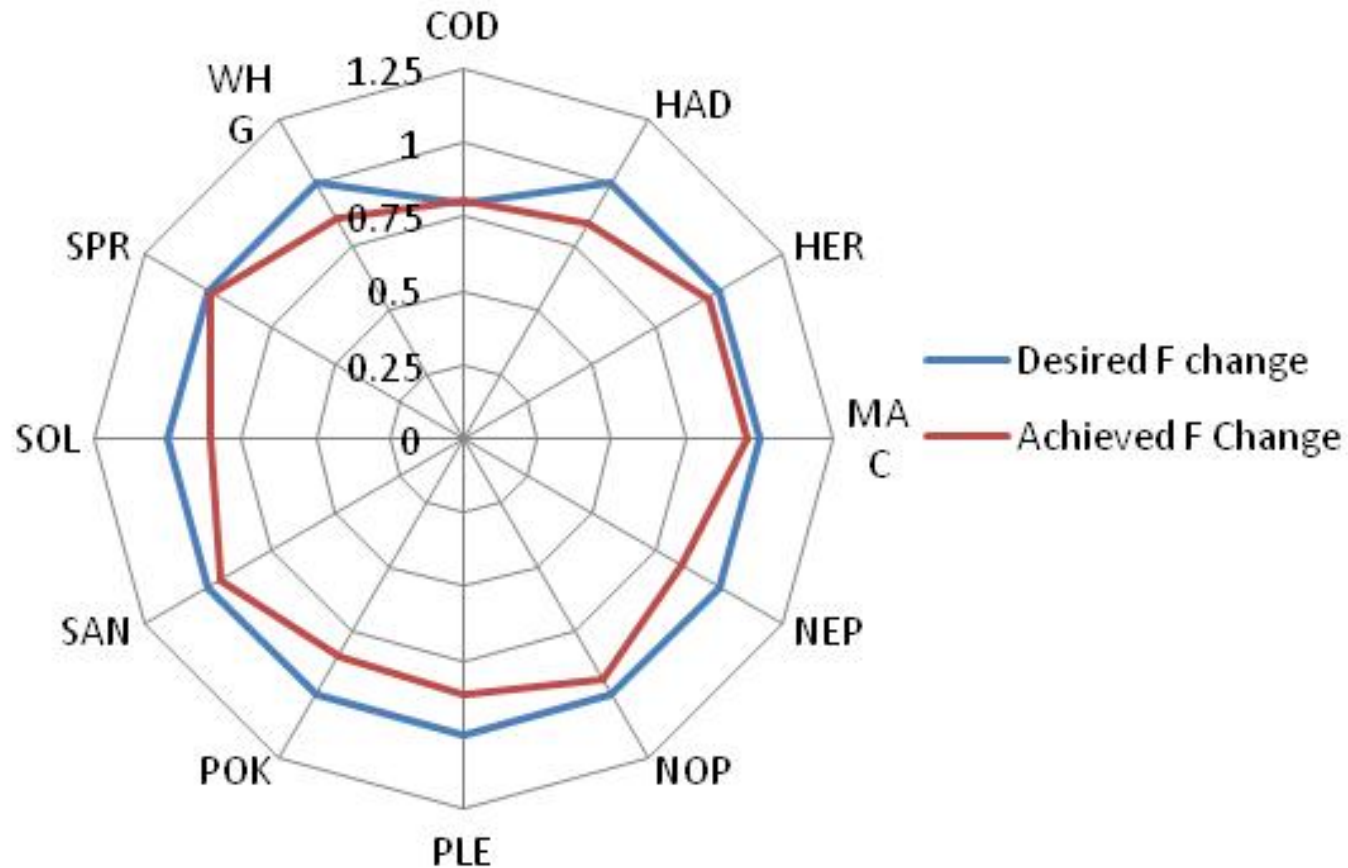 COD
HAD
HER
MA
C
NEP
NOP
PLE
POK
SAN
SOL
SPR
WH
G
1.25
1
0.75
0.5
0.25
0
Desired F change
Achieved F Change